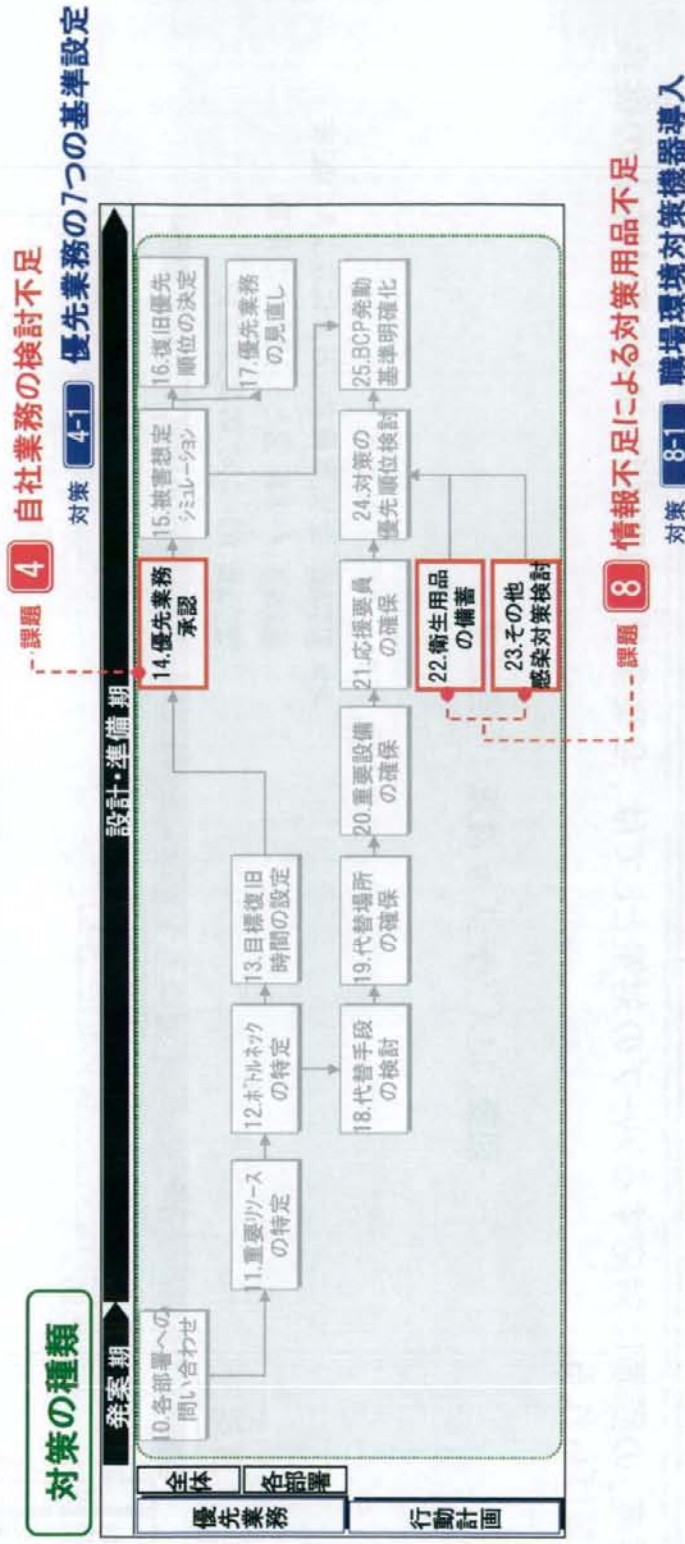 対策の種類
課題 4 自社業務の検討不足
対策 4-1 優先業務の7つの基準設定
発案期
設計・準備期
優先業務
全体
各部署
行動計画
10.各部署への
問い合わせ
11.重要リソース
の特定
12.ボトルネック
の特定
13.目標復旧
時間の設定
14.優先業務
承認
15.被害想定
シミュレーション
16.復旧優先
順位の決定
17.優先業務
の見直し
18.代替手段
の検討
19.代替場所
の確保
20.重要設備
の確保
21.応援要員
の確保
22.衛生用品
の備蓄
23.その他
感染対策検討
24.対策の
優先順位検討
25.BCP発動
基準明確化
課題 8 情報不足による対策用品不足
対策 8-1 職場環境対策機器導入